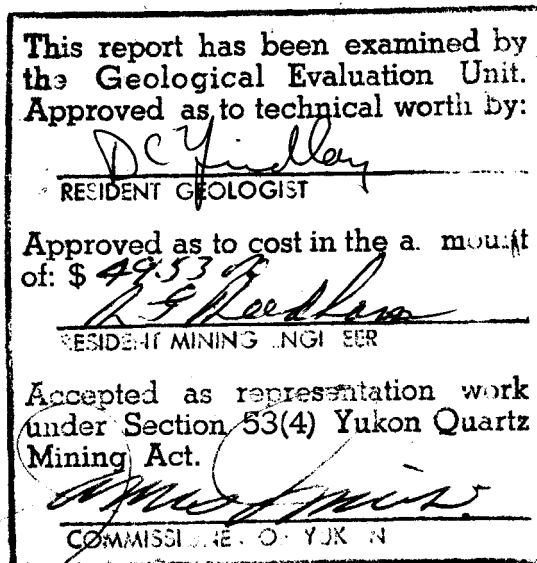 This report has been examined by
the Geological Evaluation Unit.
Approved as to technical worth by:
D C Findlay
RESIDENT GEOLOGIST
Approved as to cost in the amount
of: $ 4953
RESIDENT MINING ENGINEER
Accepted as representation work
under Section 53(4) Yukon Quartz
Mining Act.
COMMISSIONER OF YUKON